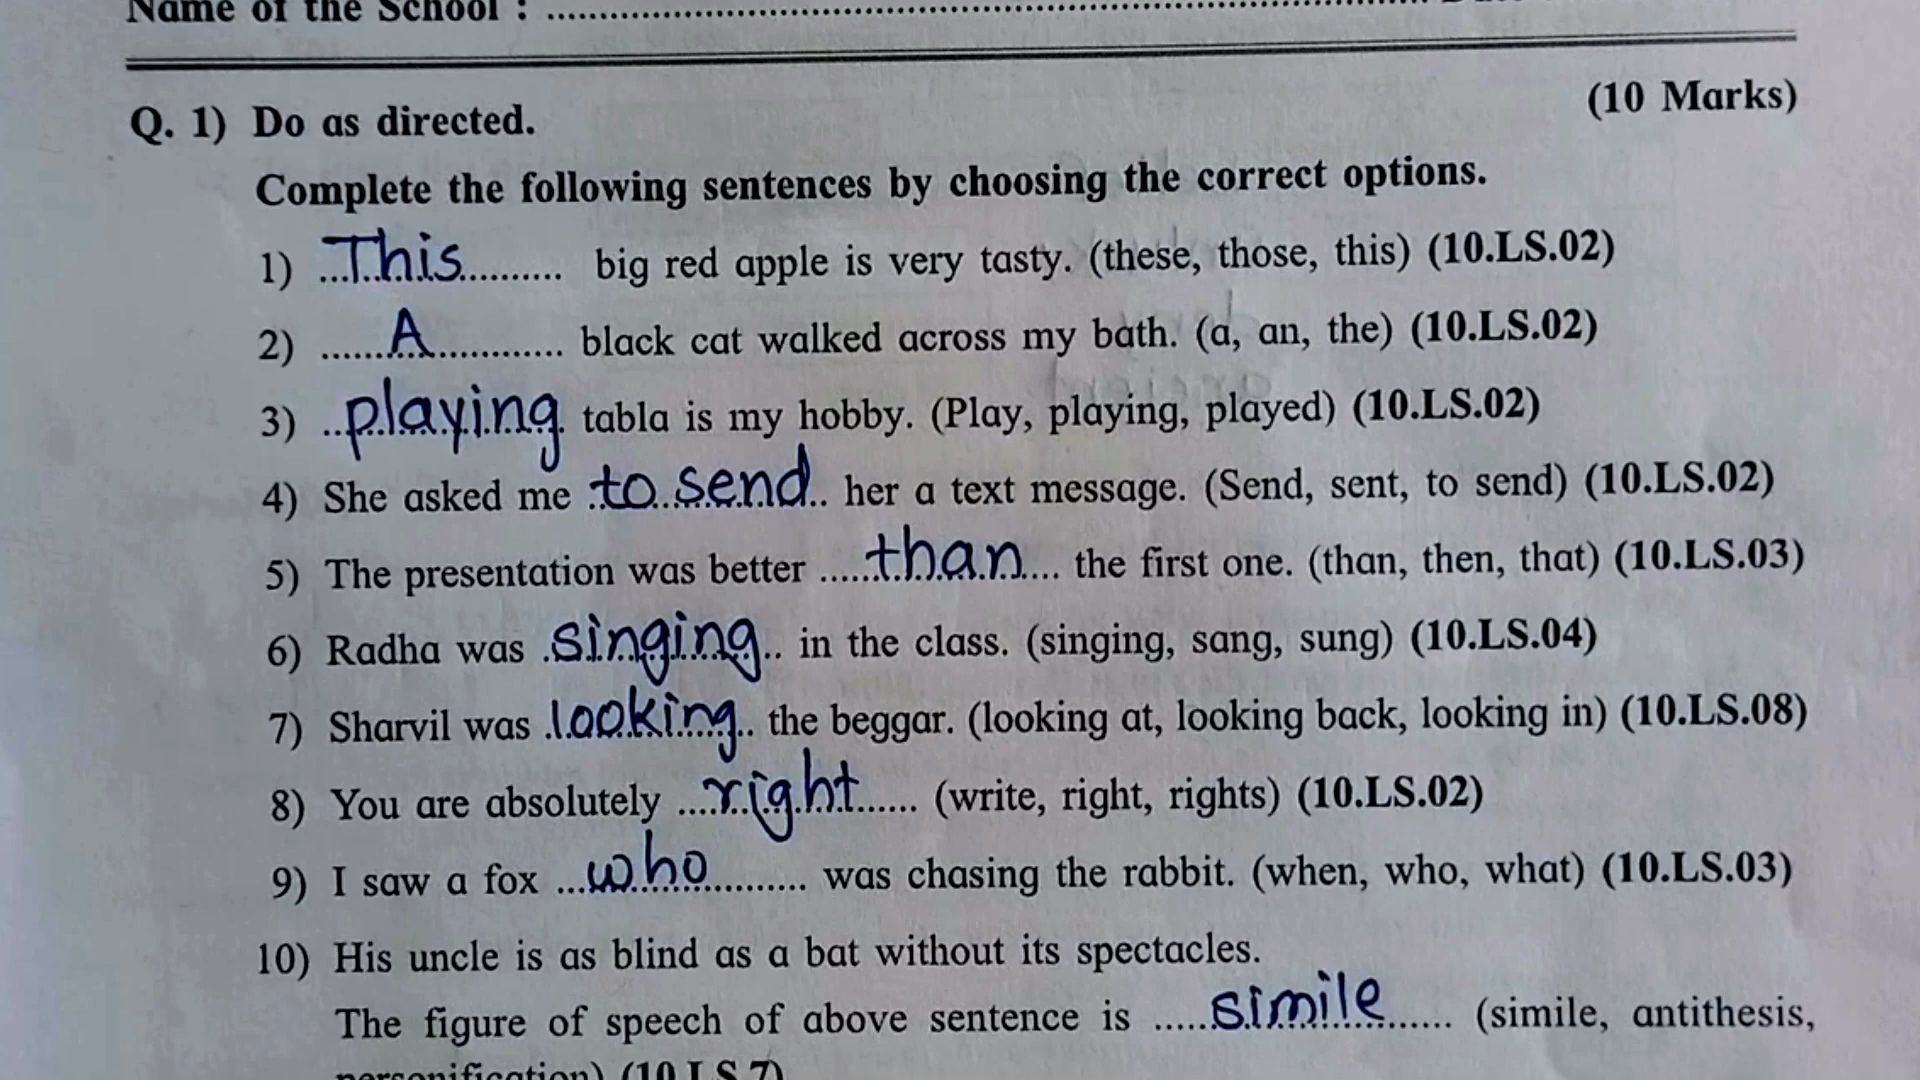 Name of the School : ..........
Q. 1) Do as directed. (10 Marks)
Complete the following sentences by choosing the correct options.
1) This big red apple is very tasty. (these, those, this) (10.LS.02)
2) A black cat walked across my bath. (a, an, the) (10.LS.02)
3) playing tabla is my hobby. (Play, playing, played) (10.LS.02)
4) She asked me to send her a text message. (Send, sent, to send) (10.LS.02)
5) The presentation was better than the first one. (than, then, that) (10.LS.03)
6) Radha was singing in the class. (singing, sang, sung) (10.LS.04)
7) Sharvil was looking the beggar. (looking at, looking back, looking in) (10.LS.08)
8) You are absolutely right (write, right, rights) (10.LS.02)
9) I saw a fox who was chasing the rabbit. (when, who, what) (10.LS.03)
10) His uncle is as blind as a bat without its spectacles.
The figure of speech of above sentence is simile (simile, antithesis,
personification) (10.LS.7)